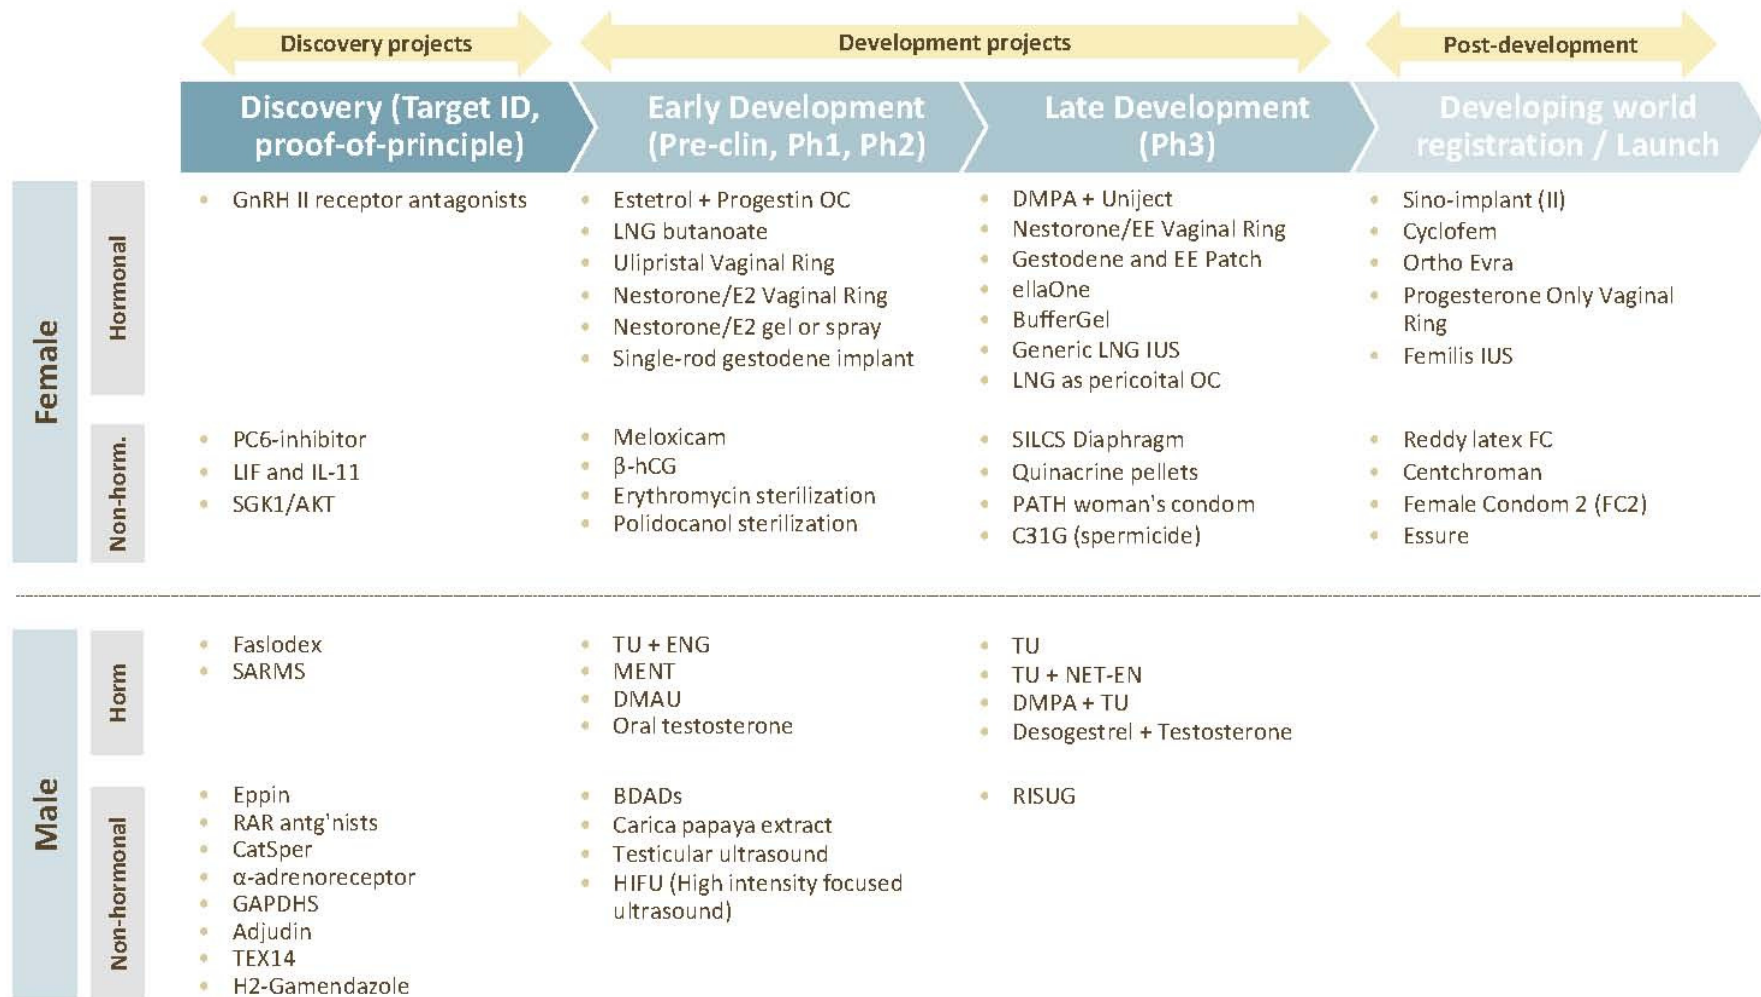 Discovery projects
Development projects
Post-development
Discovery (Target ID,
proof-of-principle)
Early Development
(Pre-clin, Ph1, Ph2)
Late Development
(Ph3)
Developing world
registration / Launch
Female
Hormonal
• GnRH II receptor antagonists
• Estetrol + Progestin OC
• LNG butanoate
• Ulipristal Vaginal Ring
• Nestorone/E2 Vaginal Ring
• Nestorone/E2 gel or spray
• Single-rod gestodene implant
• DMPA + Uniject
• Nestorone/EE Vaginal Ring
• Gestodene and EE Patch
• ellaOne
• BufferGel
• Generic LNG IUS
• LNG as pericoital OC
• Sino-implant (II)
• Cyclofem
• Ortho Evra
• Progesterone Only Vaginal
Ring
• Femilis IUS
Non-horm.
• PC6-inhibitor
• LIF and IL-11
• SGK1/AKT
• Meloxicam
• β-hCG
• Erythromycin sterilization
• Polidocanol sterilization
• SILCS Diaphragm
• Quinacrine pellets
• PATH woman's condom
• C31G (spermicide)
• Reddy latex FC
• Centchroman
• Female Condom 2 (FC2)
• Essure
Male
Horm
• Faslodex
• SARMS
• TU + ENG
• MENT
• DMAU
• Oral testosterone
• TU
• TU + NET-EN
• DMPA + TU
• Desogestrel + Testosterone
Non-hormonal
• Eppin
• RAR antg'nists
• CatSper
• α-adrenoreceptor
• GAPDHS
• Adjudin
• TEX14
• H2-Gamendazole
• BDADs
• Carica papaya extract
• Testicular ultrasound
• HIFU (High intensity focused
ultrasound)
• RISUG